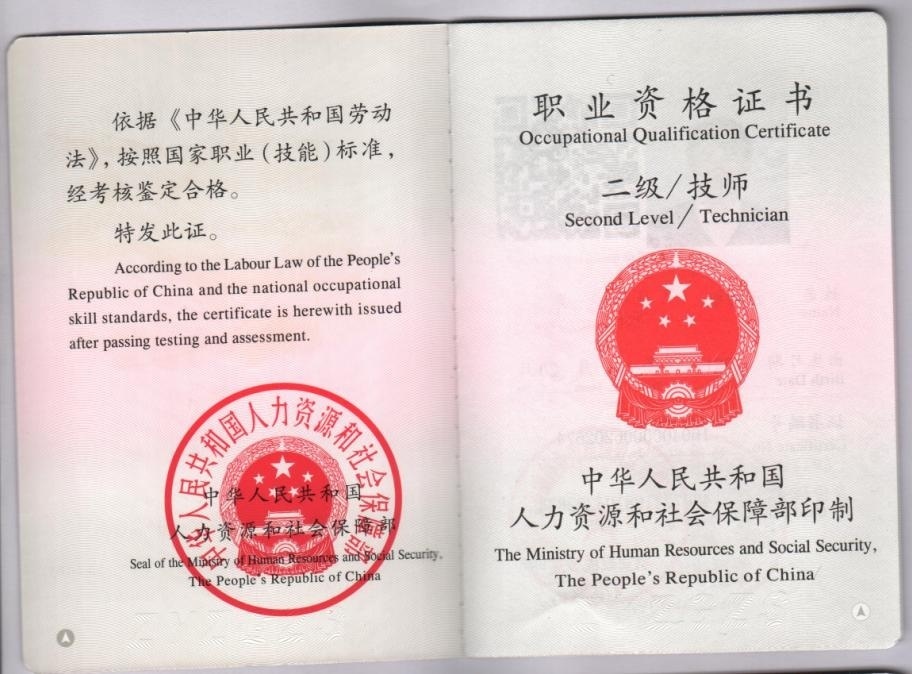 依据《中华人民共和国劳动
法》,按照国家职业(技能)标准,
经考核鉴定合格。
特发此证。
According to the Labour Law of the People's
Republic of China and the national occupational
skill standards, the certificate is herewith issued
after passing testing and assessment.
中华人民共和国人力资源和社会保障部
中华人民共和国
人力资源和社会保障部
Seal of the Ministry of Human Resources and Social Security,
The People's Republic of China
职业资格证书
Occupational Qualification Certificate
二级/技师
Second Level/Technician
中华人民共和国
人力资源和社会保障部印制
The Ministry of Human Resources and Social Security,
The People's Republic of China